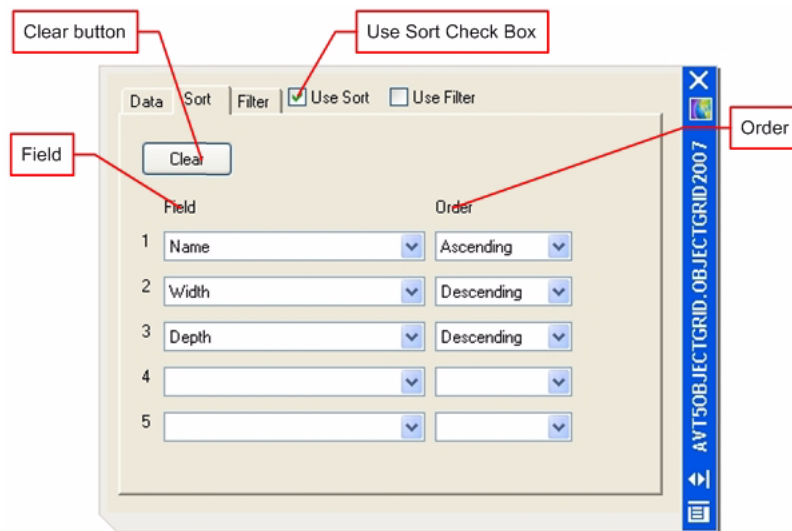 Clear button
Use Sort Check Box
Data Sort Filter Use Sort Use Filter
Order
Field
Clear
Field Order
1 Name Ascending
2 Width Descending
3 Depth Descending
4
5
AVT5OBJECTGRID.OBJECTGRID2007